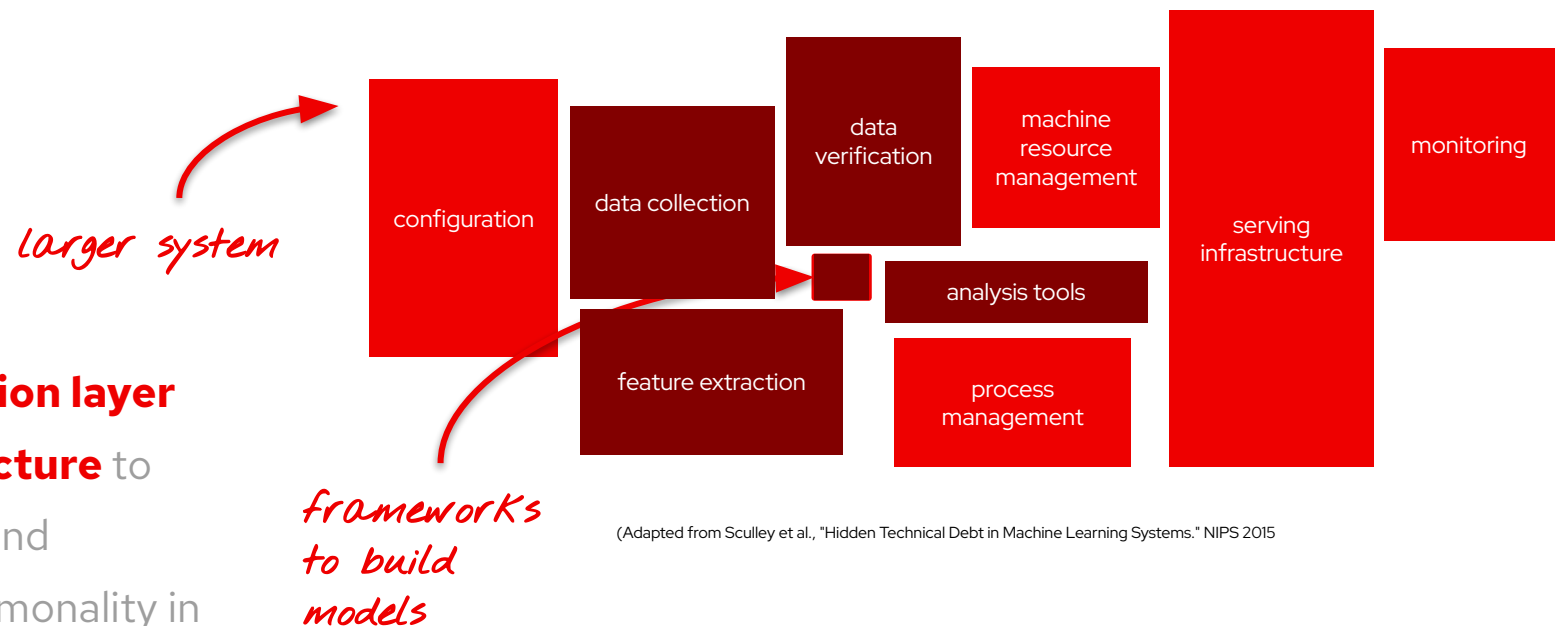 larger system
ion layer
cture to
nd
monality in
configuration
data collection
data
verification
machine
resource
management
serving
infrastructure
monitoring
analysis tools
feature extraction
process
management
frameworks
to build
models
(Adapted from Sculley et al., "Hidden Technical Debt in Machine Learning Systems." NIPS 2015